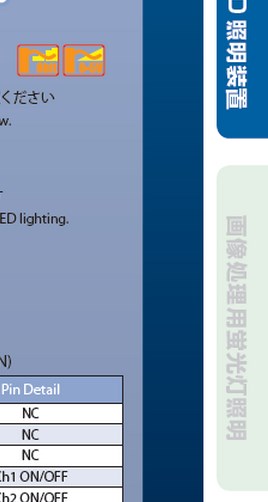 ください
w.
ED lighting.
N)
Pin Detail
NC
NC
NC
Ch1 ON/OFF
Ch2 ON/OFF
照明装置
画像処理用蛍光灯照明